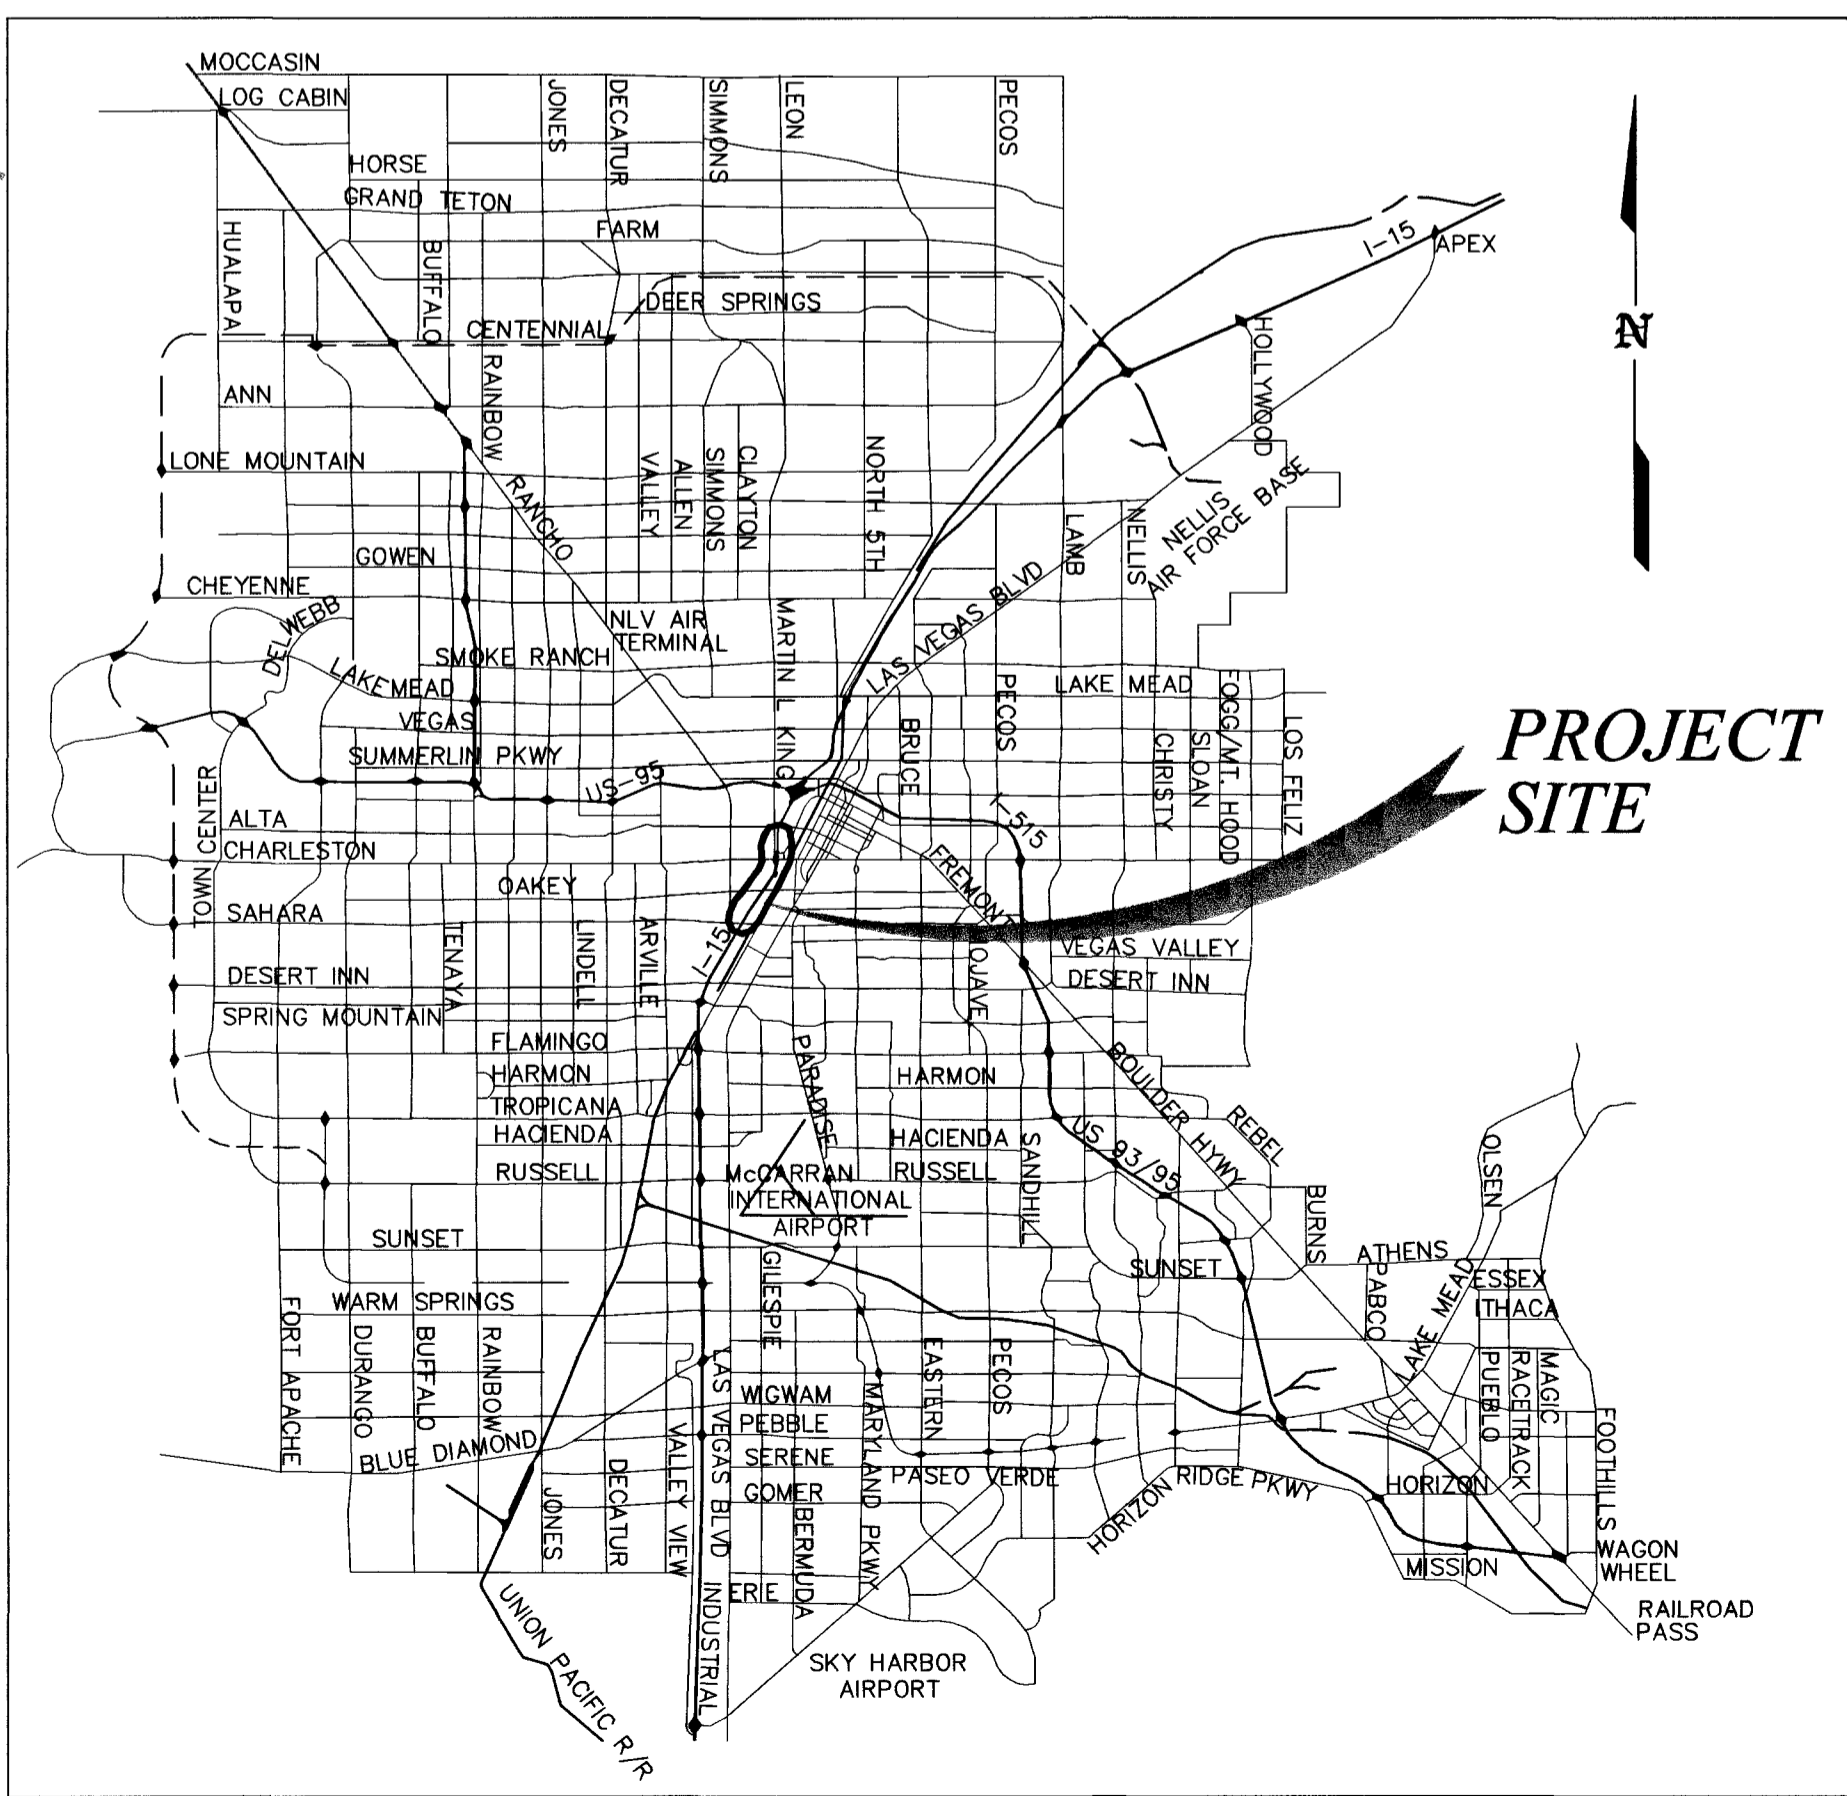 MOCCASIN
LOG CABIN
JONES
DECATUR
SIMMONS
LEON
PECOS
HORSE
GRAND TETON
FARM
HUALAPA
BUFFALO
I-15
APEX
DEER SPRINGS
CENTENNIAL
N
HOLLYWOOD
RAINBOW
ANN
LONE MOUNTAIN
RANCHO
VALLEY
ALLEN
SIMMONS
CLAYTON
NORTH 5TH
LAMB
NELLIS
NELLIS
AIR FORCE BASE
GOWEN
CHEYENNE
DEL WEBB
NLV AIR
TERMINAL
MARTIN L KING
LAS VEGAS BLVD
SMOKE RANCH
LAKE MEAD
LAKE MEAD
PECOS
FOGG/MT. HOOD
VEGAS
BRUCE
CHRISTY
SLOAN
LOS FELIZ
PROJECT
SITE
SUMMERLIN PKWY
US-95
TOWN CENTER
I-515
ALTA
CHARLESTON
FREMONT
OAKEY
SAHARA
TENAYA
LINDELL
ARVILLE
I-15
MOJAVE
VEGAS VALLEY
DESERT INN
DESERT INN
SPRING MOUNTAIN
FLAMINGO
PARADISE
BOULDER HYWY
HARMON
HARMON
TROPICANA
HACIENDA
HACIENDA
SANDHILL
US 93/95
REBEL
OLSEN
RUSSELL
McCARRAN
INTERNATIONAL
AIRPORT
RUSSELL
BURNS
SUNSET
GILESPIE
SUNSET
ATHENS
PABCO
LAKE MEAD
ESSEX
ITHACA
WARM SPRINGS
FORT APACHE
DURANGO
BUFFALO
RAINBOW
EASTERN
PECOS
PUEBLO
RACETRACK
MAGIC
LAS VEGAS BLVD
WIGWAM
MARYLAND PKWY
PEBBLE
FOOTHILLS
BLUE DIAMOND
VALLEY VIEW
SERENE
PASEO VERDE
HORIZON RIDGE PKWY
HORIZON
DECATUR
JONES
GOMER
BERMUDA
WAGON
WHEEL
MISSION
INDUSTRIAL
ERIE
UNION PACIFIC R/R
RAILROAD
PASS
SKY HARBOR
AIRPORT